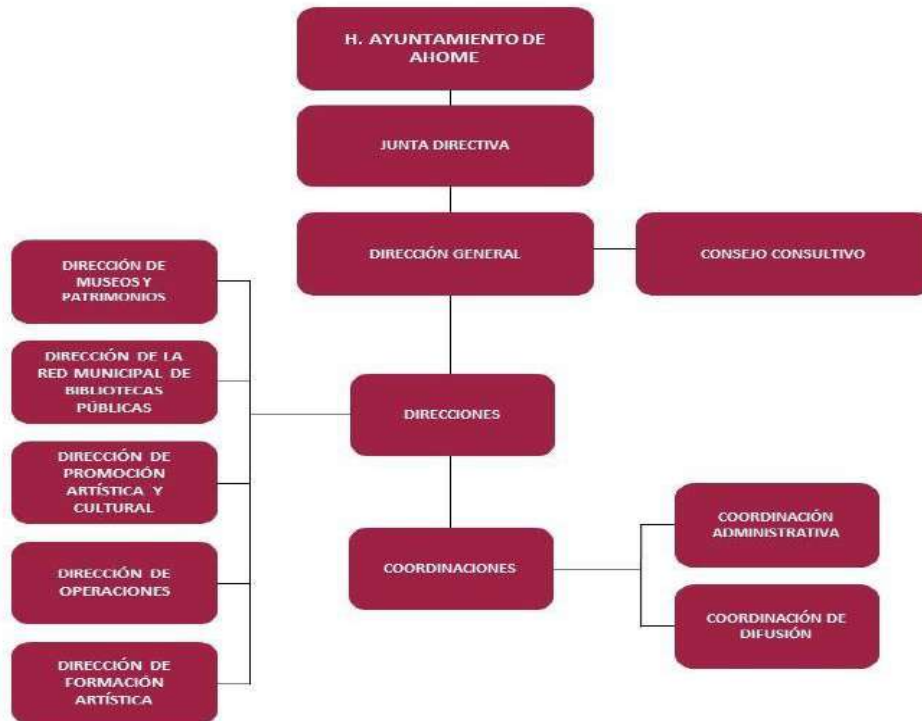 H. AYUNTAMIENTO DE
AHOME
JUNTA DIRECTIVA
DIRECCIÓN GENERAL
CONSEJO CONSULTIVO
DIRECCIÓN DE
MUSEOS Y
PATRIMONIOS
DIRECCIÓN DE LA
RED MUNICIPAL DE
BIBLIOTECAS
PÚBLICAS
DIRECCIÓN DE
PROMOCIÓN
ARTÍSTICA Y
CULTURAL
DIRECCIÓN DE
OPERACIONES
DIRECCIÓN DE
FORMACIÓN
ARTÍSTICA
DIRECCIONES
COORDINACIONES
COORDINACIÓN
ADMINISTRATIVA
COORDINACIÓN DE
DIFUSIÓN